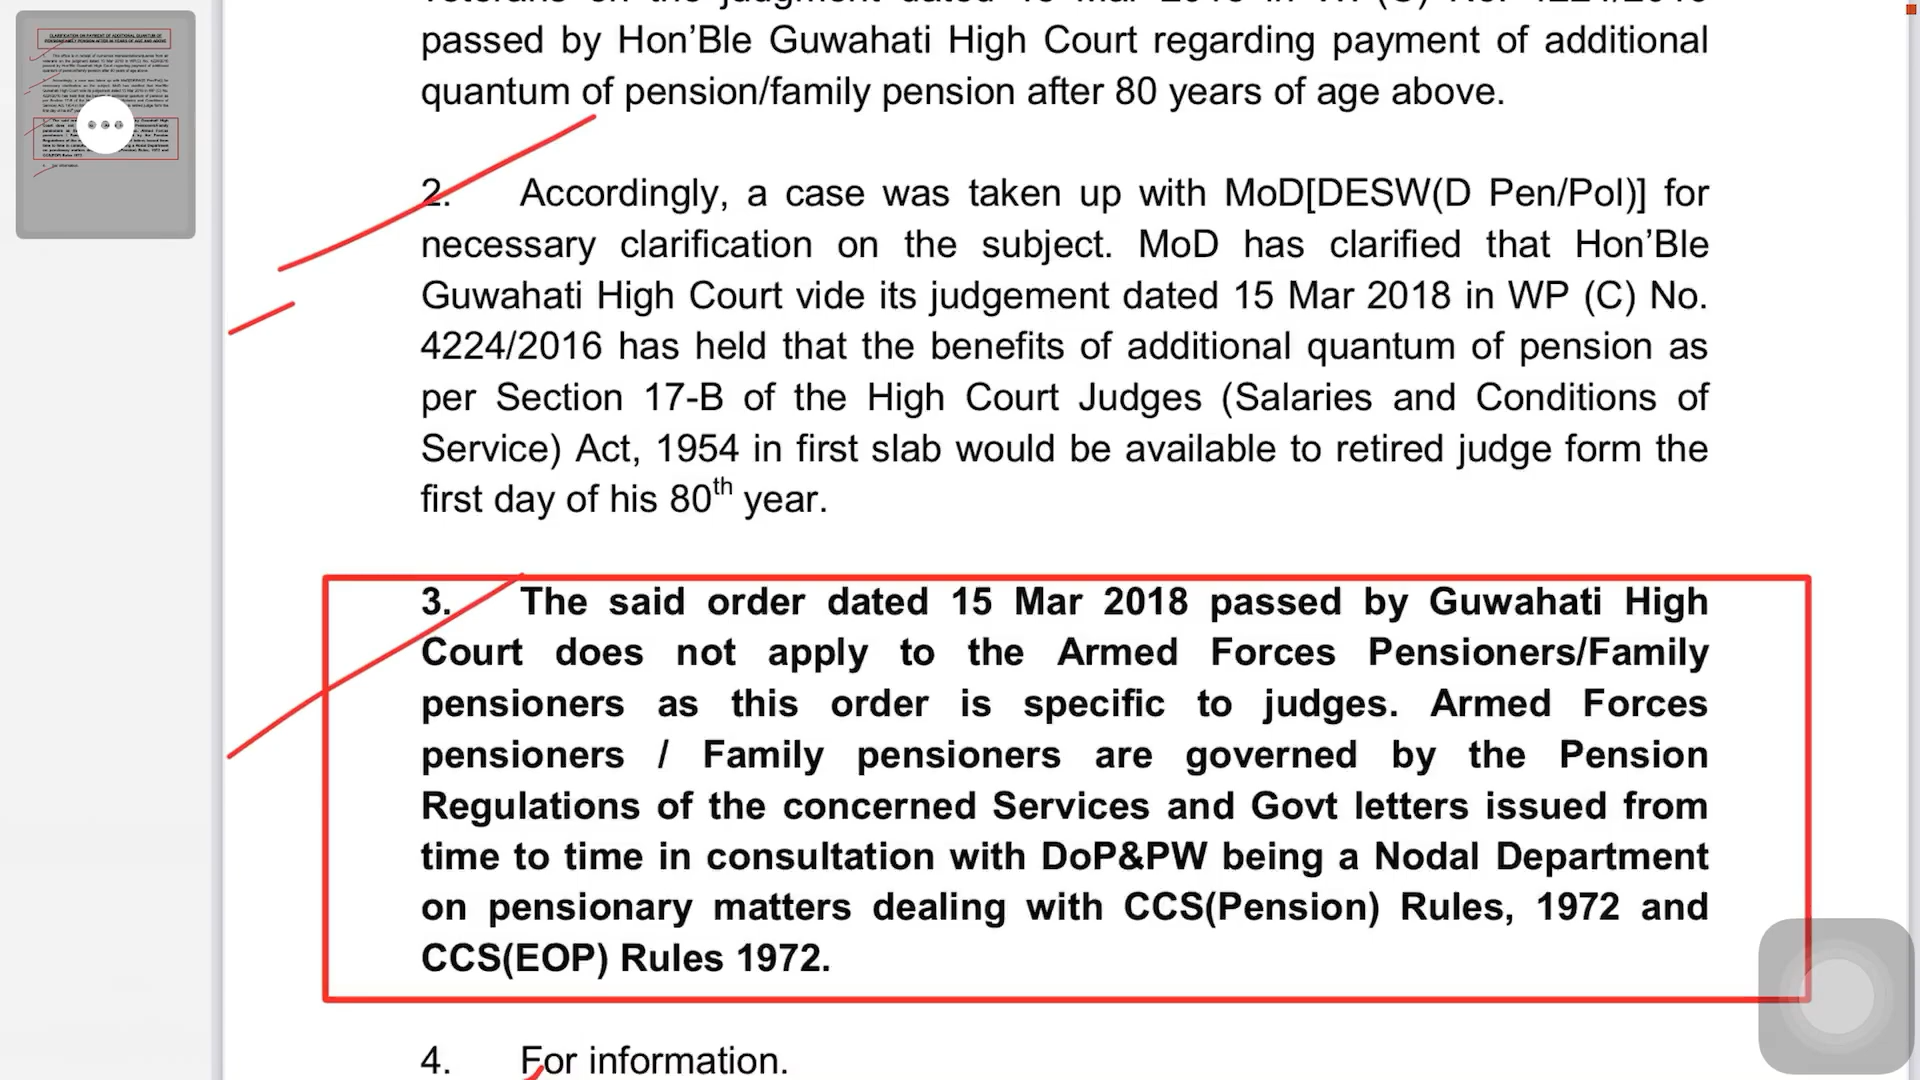 passed by Hon’Ble Guwahati High Court regarding payment of additional
quantum of pension/family pension after 80 years of age above.
2. Accordingly, a case was taken up with MoD[DESW(D Pen/Pol)] for
necessary clarification on the subject. MoD has clarified that Hon’Ble
Guwahati High Court vide its judgement dated 15 Mar 2018 in WP (C) No.
4224/2016 has held that the benefits of additional quantum of pension as
per Section 17-B of the High Court Judges (Salaries and Conditions of
Service) Act, 1954 in first slab would be available to retired judge form the
first day of his 80th year.
3. The said order dated 15 Mar 2018 passed by Guwahati High
Court does not apply to the Armed Forces Pensioners/Family
pensioners as this order is specific to judges. Armed Forces
pensioners / Family pensioners are governed by the Pension
Regulations of the concerned Services and Govt letters issued from
time to time in consultation with DoP&PW being a Nodal Department
on pensionary matters dealing with CCS(Pension) Rules, 1972 and
CCS(EOP) Rules 1972.
4. For information.